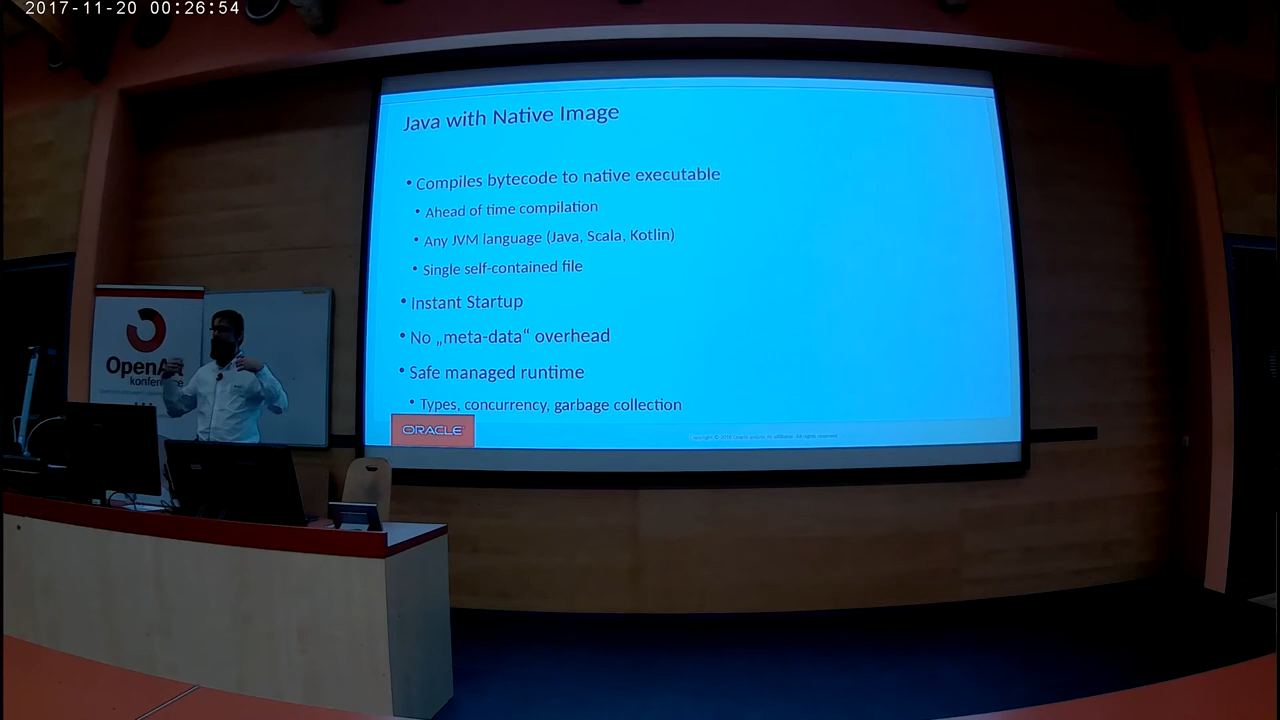 2017-11-20 00:26:54
Java with Native Image
• Compiles bytecode to native executable
• Ahead of time compilation
• Any JVM language (Java, Scala, Kotlin)
• Single self-contained file
• Instant Startup
• No „meta-data“ overhead
• Safe managed runtime
• Types, concurrency, garbage collection
ORACLE
konference